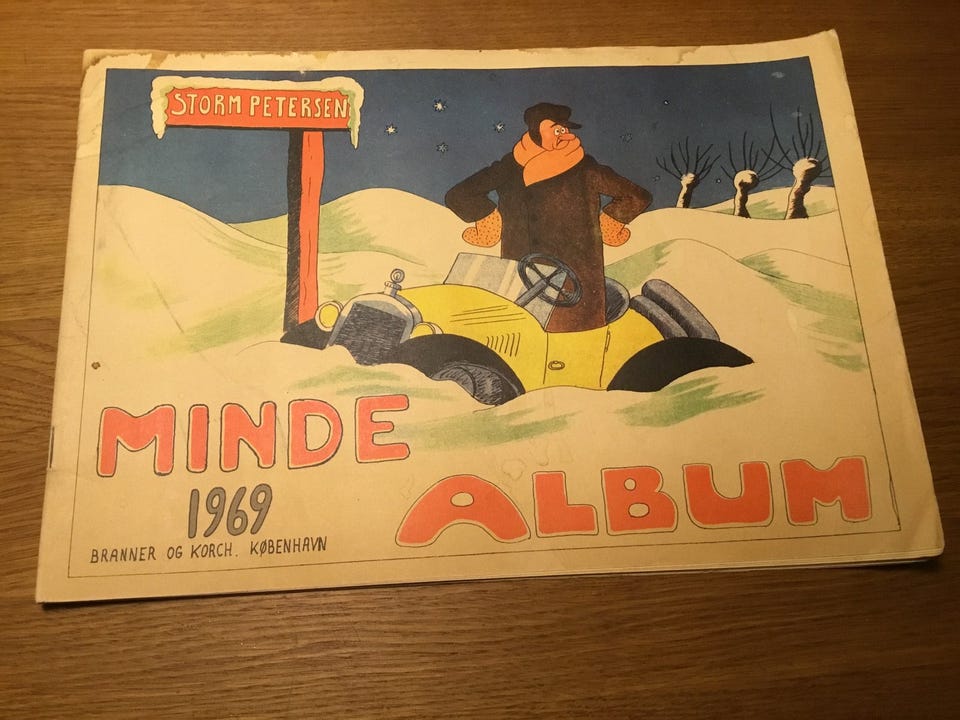 STORM PETERSEN
MINDE
ALBUM
1969
BRANNER OG KORCH. KØBENHAVN